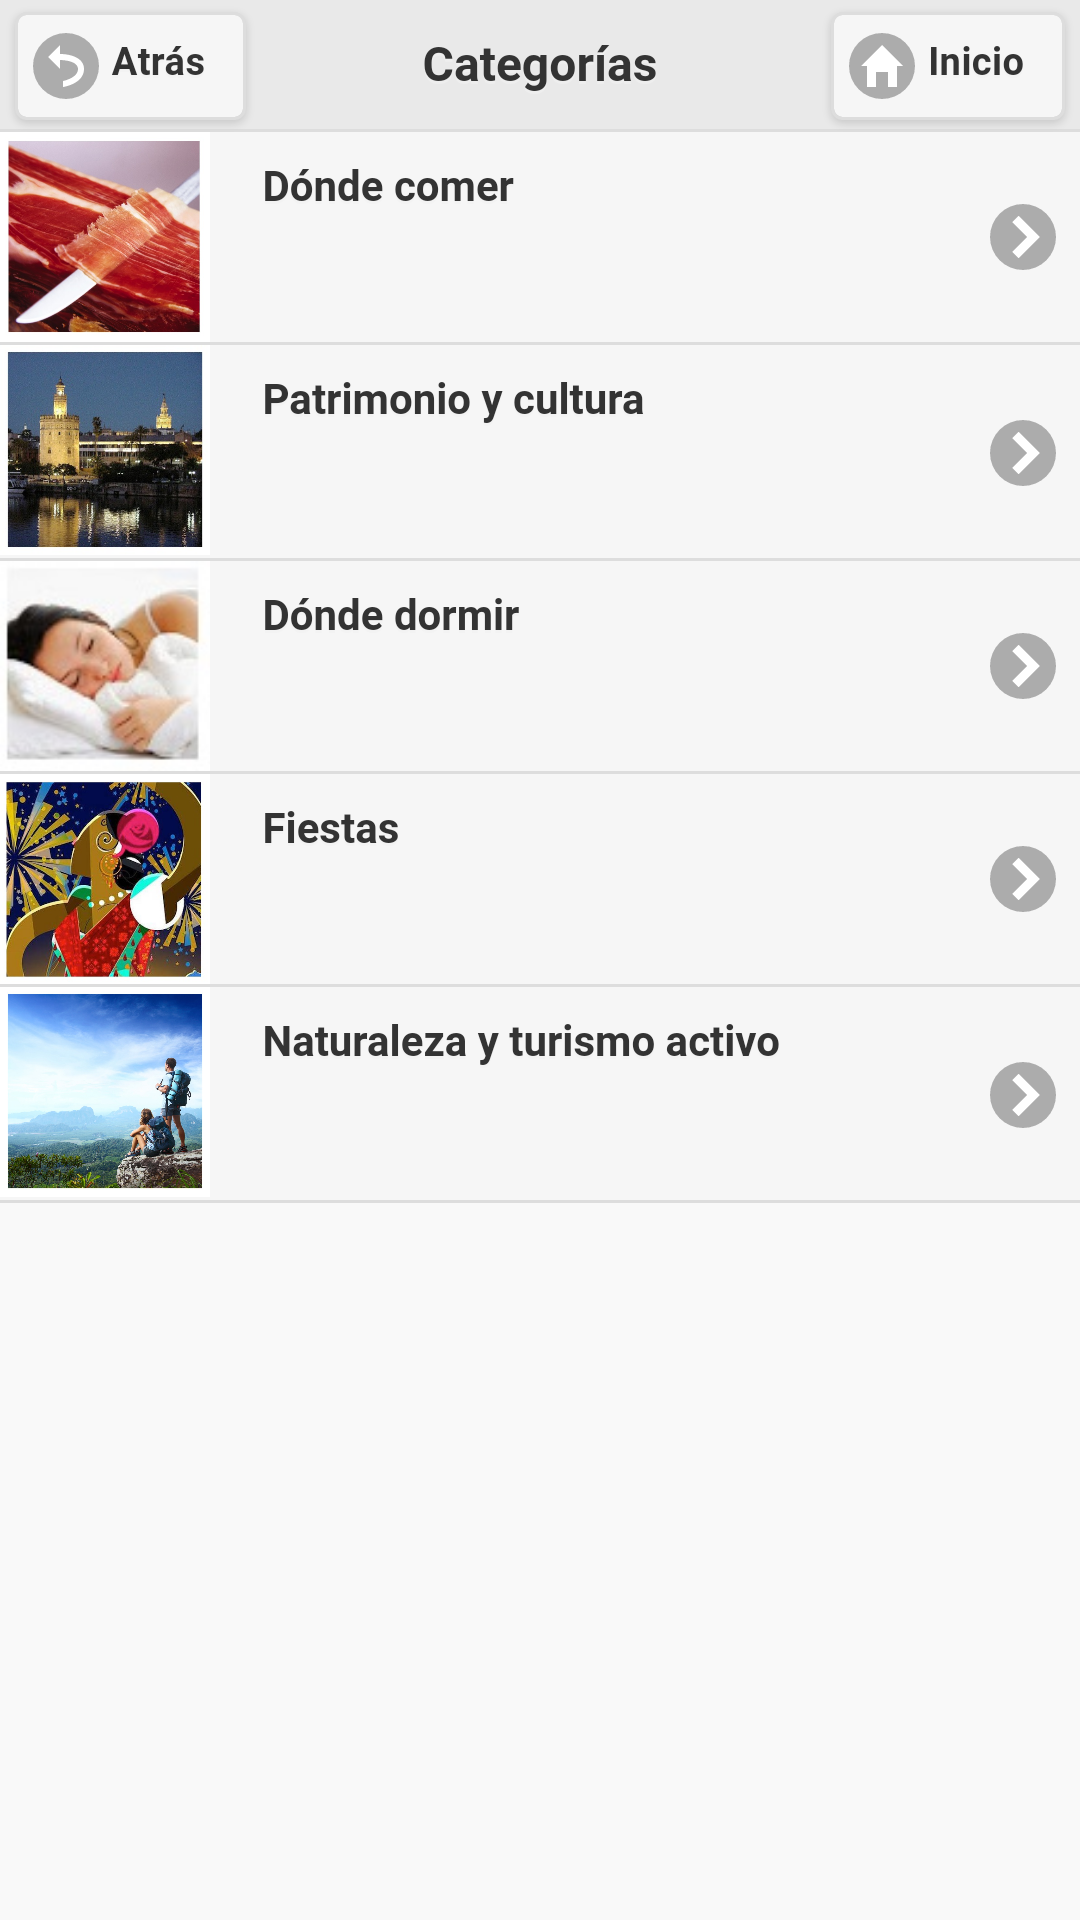 Atrás
Categorías
Inicio
Dónde comer
Patrimonio y cultura
Dónde dormir
Fiestas
Naturaleza y turismo activo